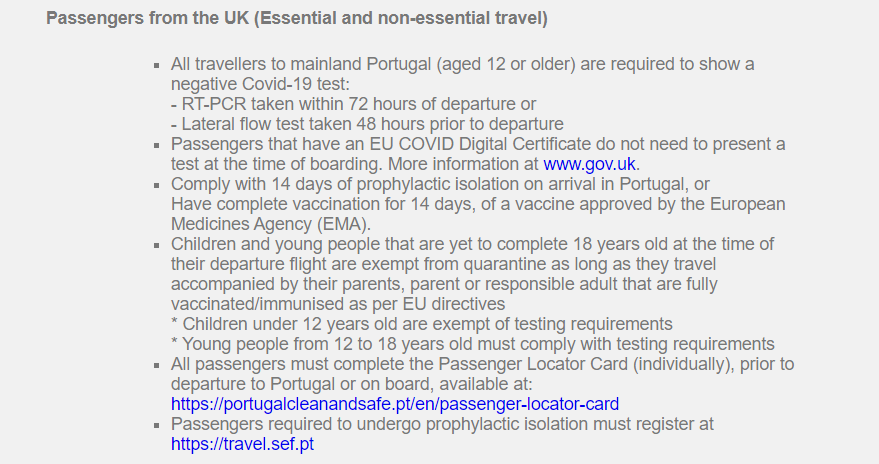 Passengers from the UK (Essential and non-essential travel)
▪ All travellers to mainland Portugal (aged 12 or older) are required to show a
negative Covid-19 test:
- RT-PCR taken within 72 hours of departure or
- Lateral flow test taken 48 hours prior to departure
▪ Passengers that have an EU COVID Digital Certificate do not need to present a
test at the time of boarding. More information at www.gov.uk.
▪ Comply with 14 days of prophylactic isolation on arrival in Portugal, or
Have complete vaccination for 14 days, of a vaccine approved by the European
Medicines Agency (EMA).
▪ Children and young people that are yet to complete 18 years old at the time of
their departure flight are exempt from quarantine as long as they travel
accompanied by their parents, parent or responsible adult that are fully
vaccinated/immunised as per EU directives
* Children under 12 years old are exempt of testing requirements
* Young people from 12 to 18 years old must comply with testing requirements
▪ All passengers must complete the Passenger Locator Card (individually), prior to
departure to Portugal or on board, available at:
https://portugalcleanandsafe.pt/en/passenger-locator-card
▪ Passengers required to undergo prophylactic isolation must register at
https://travel.sef.pt